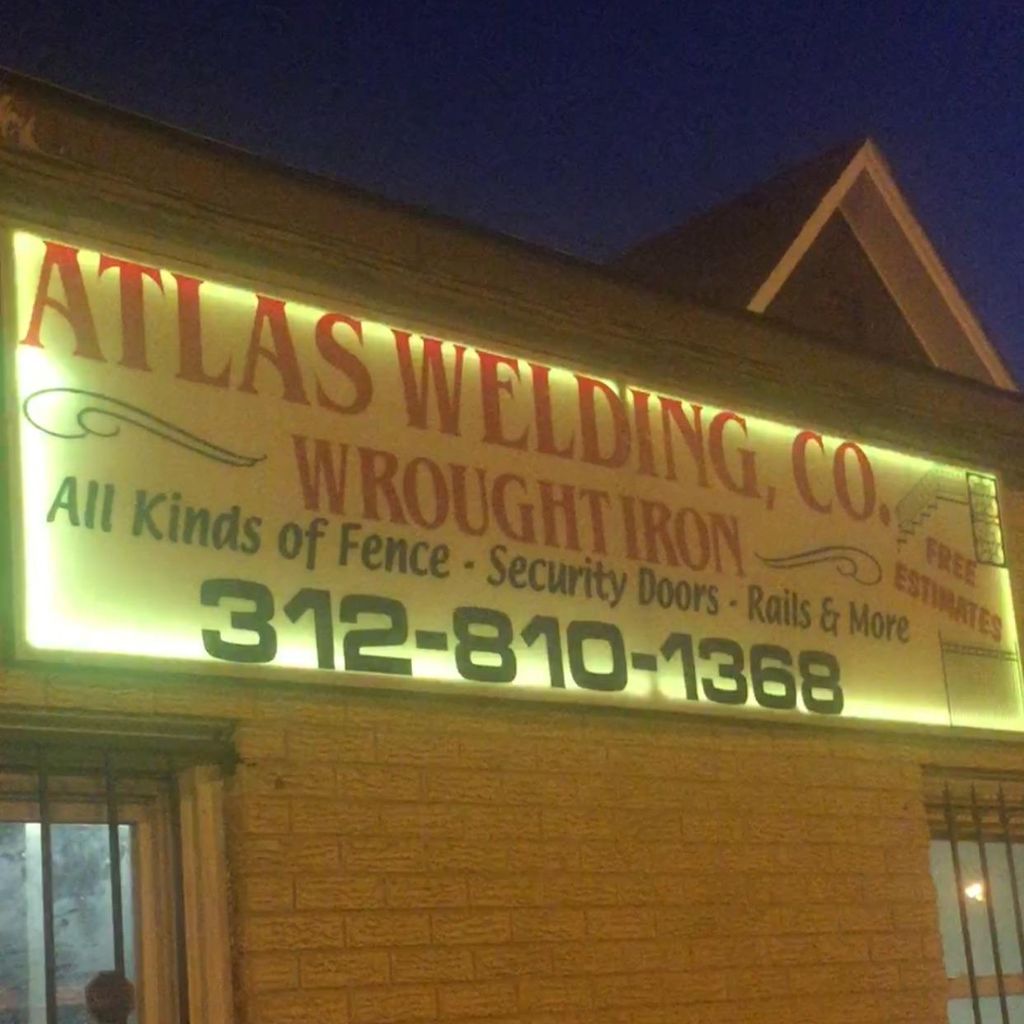 ATLAS WELDING, CO.
WROUGHT IRON
All Kinds of Fence - Security Doors - Rails & More
312-810-1368
FREE
ESTIMATES